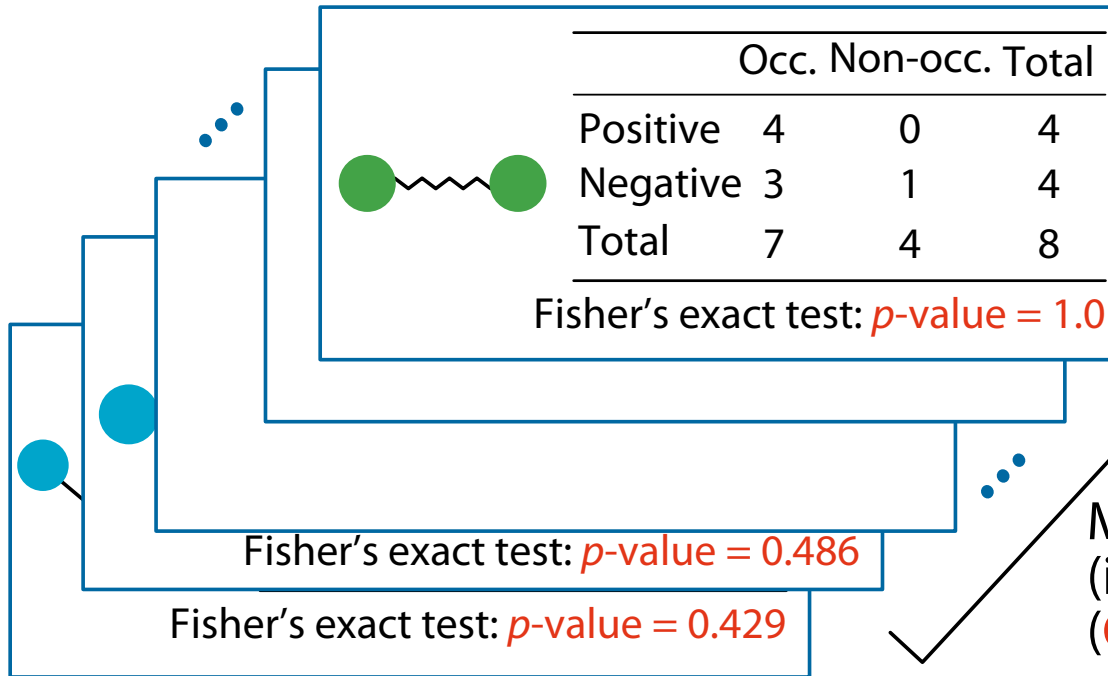 Occ. Non-occ. Total
Positive 4 0 4
Negative 3 1 4
Total 7 4 8
Fisher's exact test: p-value = 1.0
Fisher's exact test: p-value = 0.486
Fisher's exact test: p-value = 0.429